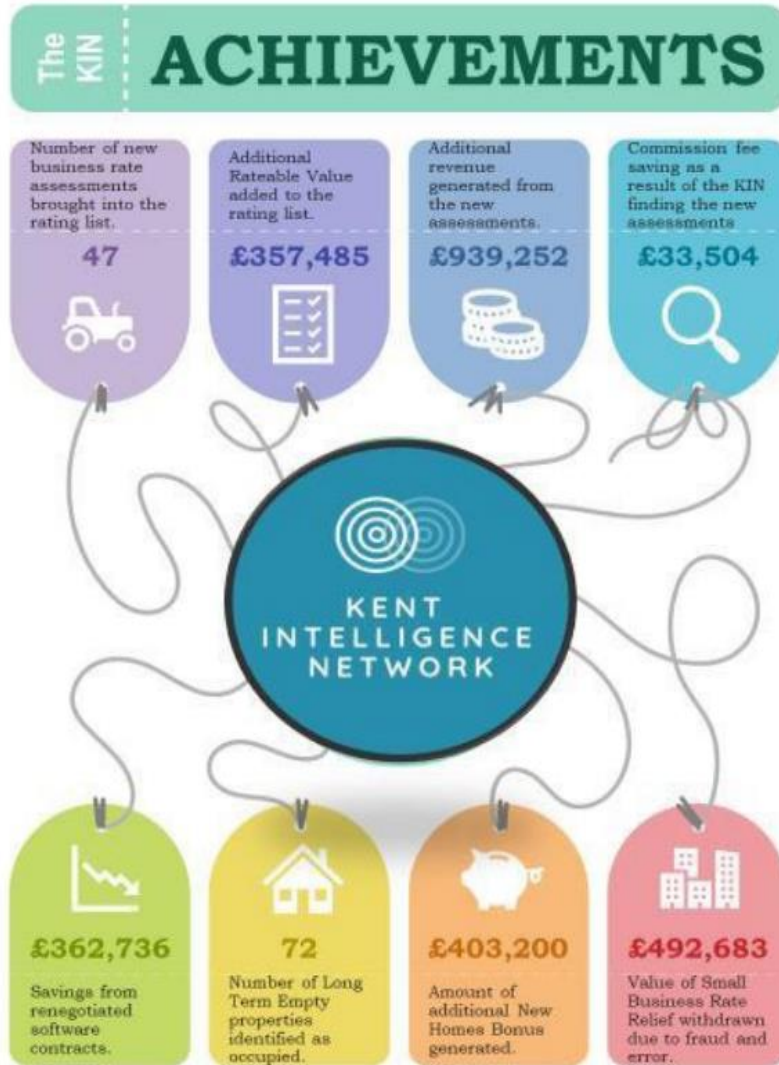 The
KIN
ACHIEVEMENTS
Number of new
business rate
assessments
brought into the
rating list.
47
Additional
Rateable Value
added to the
rating list.
£357,485
Additional
revenue
generated from
the new
assessments.
£939,252
Commission fee
saving as a
result of the KIN
finding the new
assessments
£33,504
KENT
INTELLIGENCE
NETWORK
£362,736
Savings from
renegotiated
software
contracts.
72
Number of Long
Term Empty
properties
identified as
occupied.
£403,200
Amount of
additional New
Homes Bonus
generated.
£492,683
Value of Small
Business Rate
Relief withdrawn
due to fraud and
error.